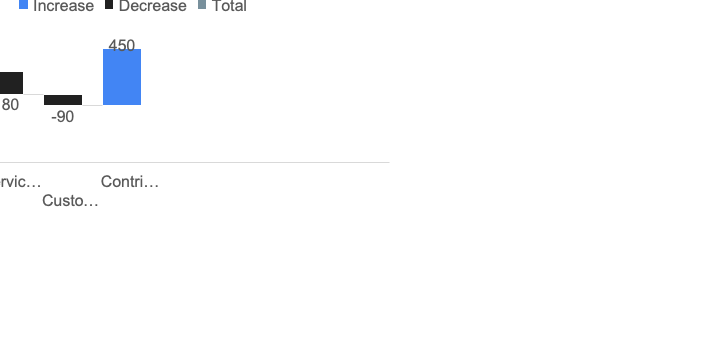 Increase Decrease Total
450
80
-90
rvic… Contri…
Custo…